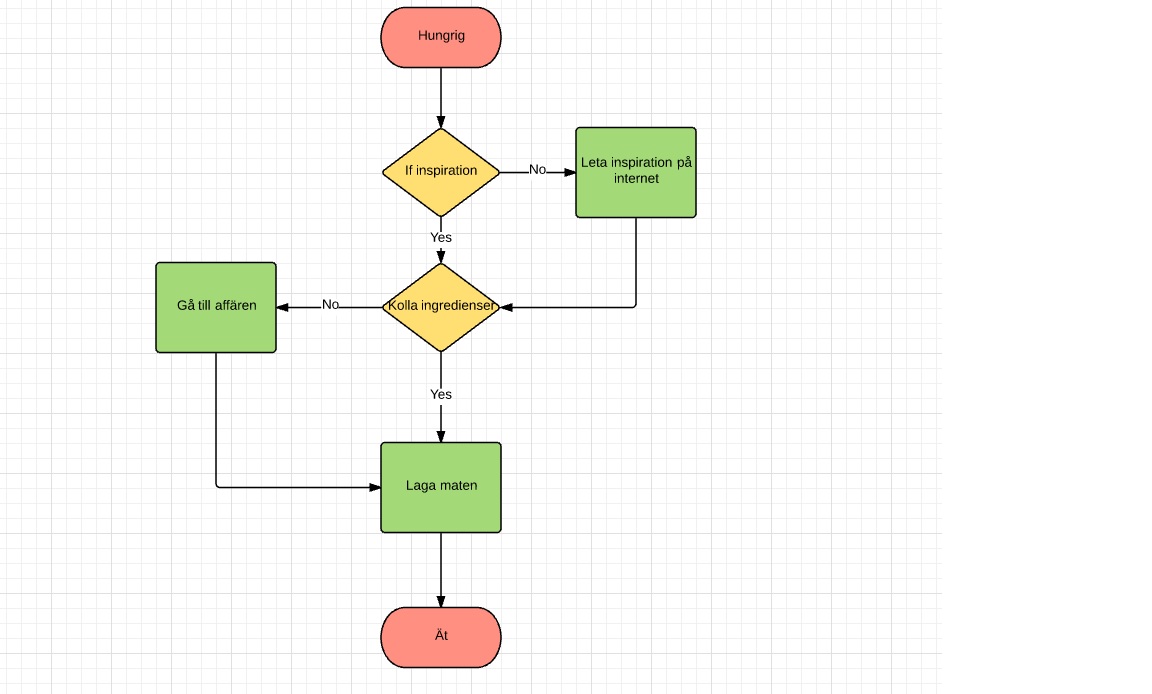 Hungrig
If inspiration
No
Leta inspiration på
internet
Yes
Gå till affären
No
Kolla ingredienser
Yes
Laga maten
Ät